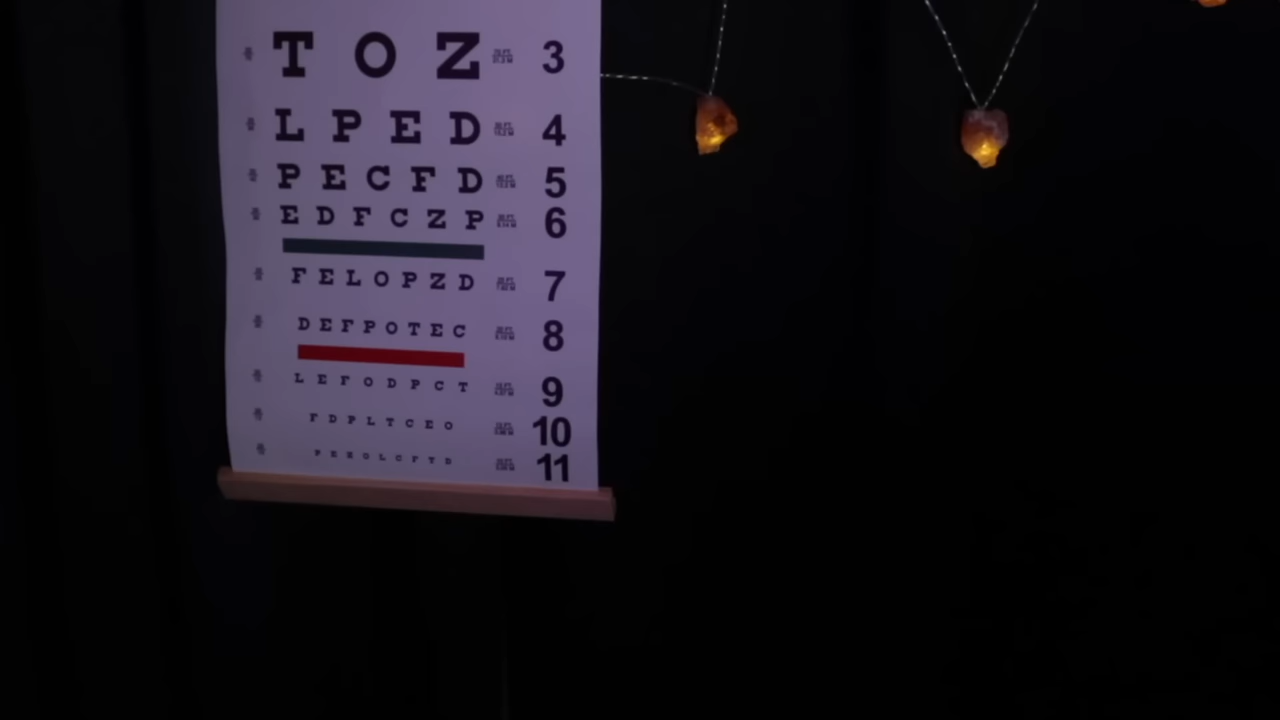 T O Z 3
L P E D 4
P E C F D 5
E D F C Z P 6
F E L O P Z D 7
D E F P O T E C 8
L E F O D P C T 9
F D P L T C E O 10
P E Z O L C F T D 11